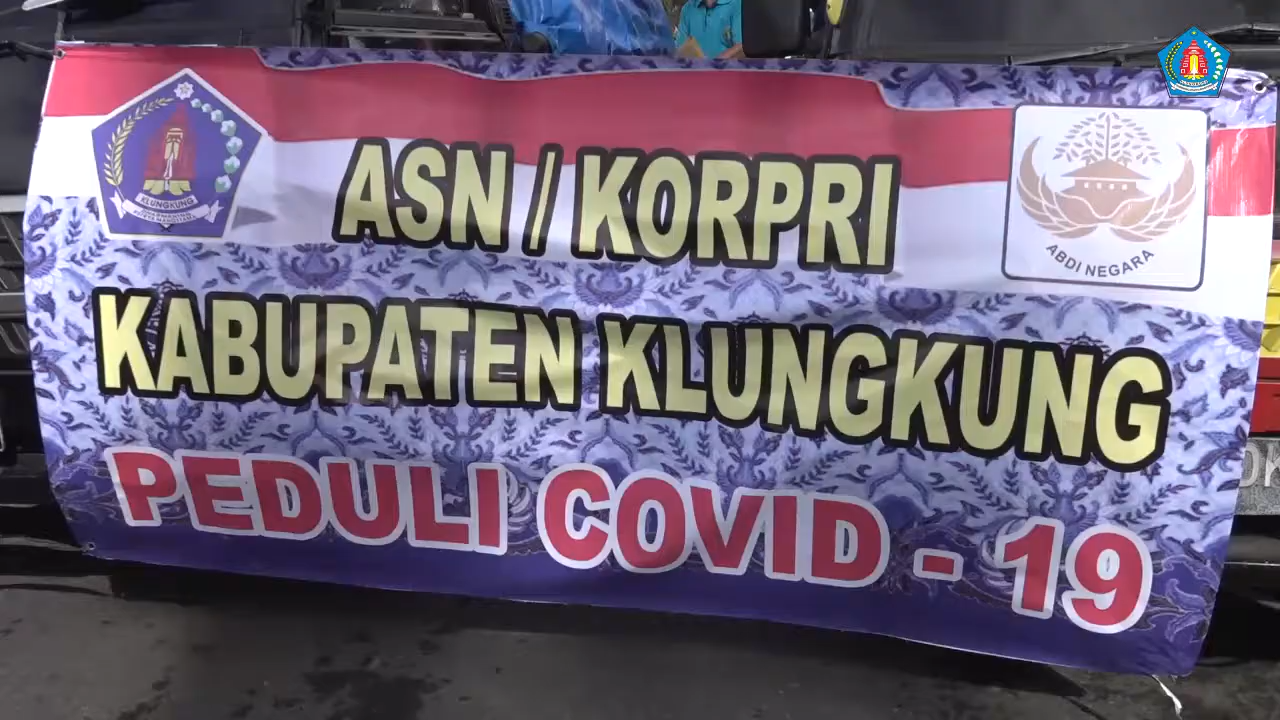 ASN / KORPRI
KABUPATEN KLUNGKUNG
PEDULI COVID - 19
KLUNGKUNG
ABDI NEGARA